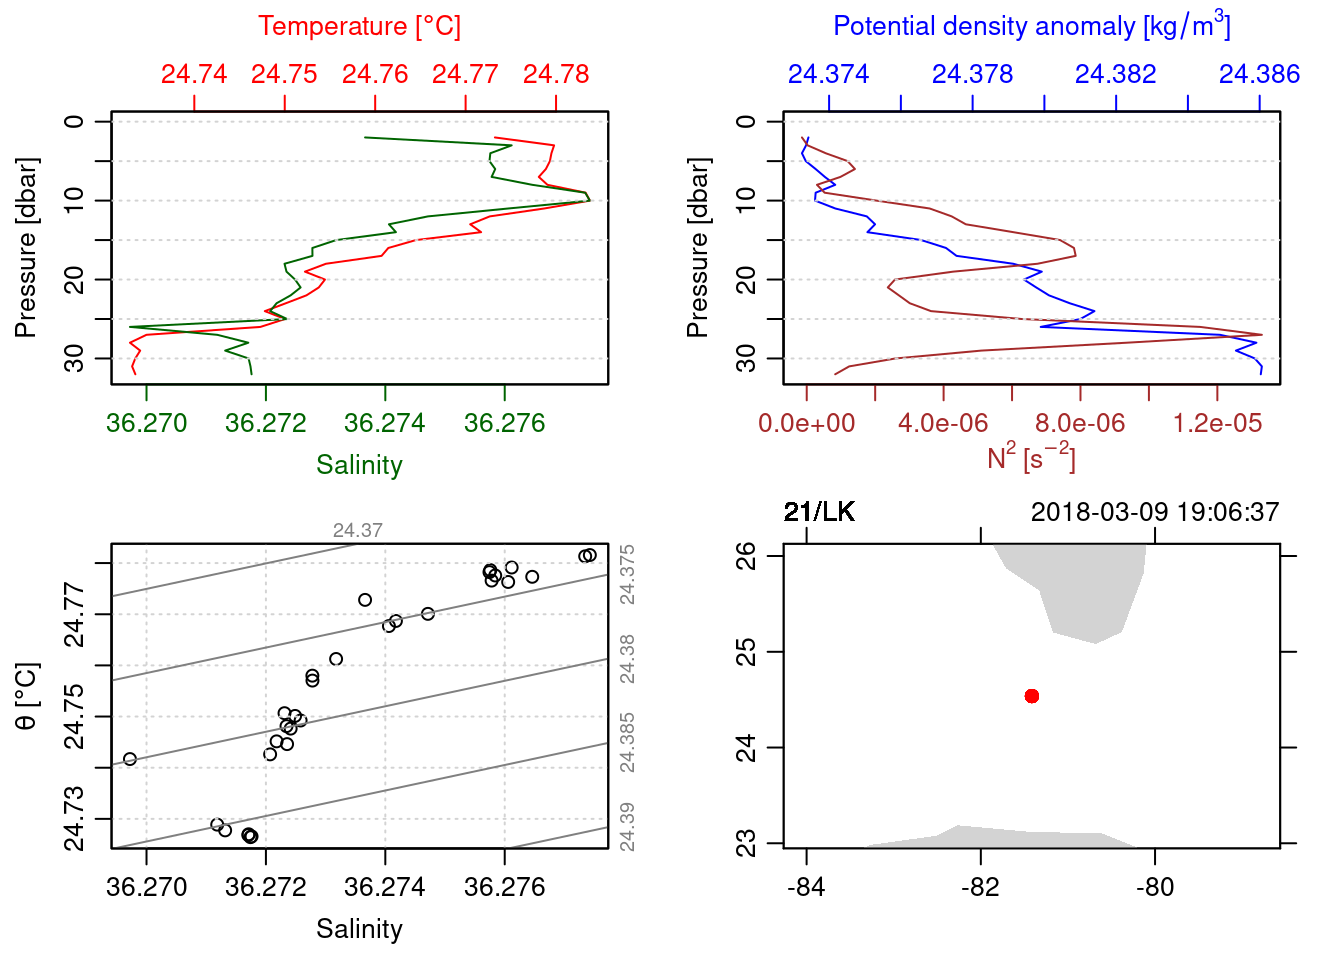 Temperature [°C]
24.74 24.75 24.76 24.77 24.78
Pressure [dbar]
0
10
20
30
36.270 36.272 36.274 36.276
Salinity
Potential density anomaly [kg/m³]
24.374 24.378 24.382 24.386
Pressure [dbar]
0
10
20
30
0.0e+00 4.0e-06 8.0e-06 1.2e-05
N² [s⁻²]
24.37
24.375
24.38
24.385
24.39
θ [°C]
24.77
24.75
24.73
36.270 36.272 36.274 36.276
Salinity
21/LK 2018-03-09 19:06:37
26
25
24
23
-84 -82 -80